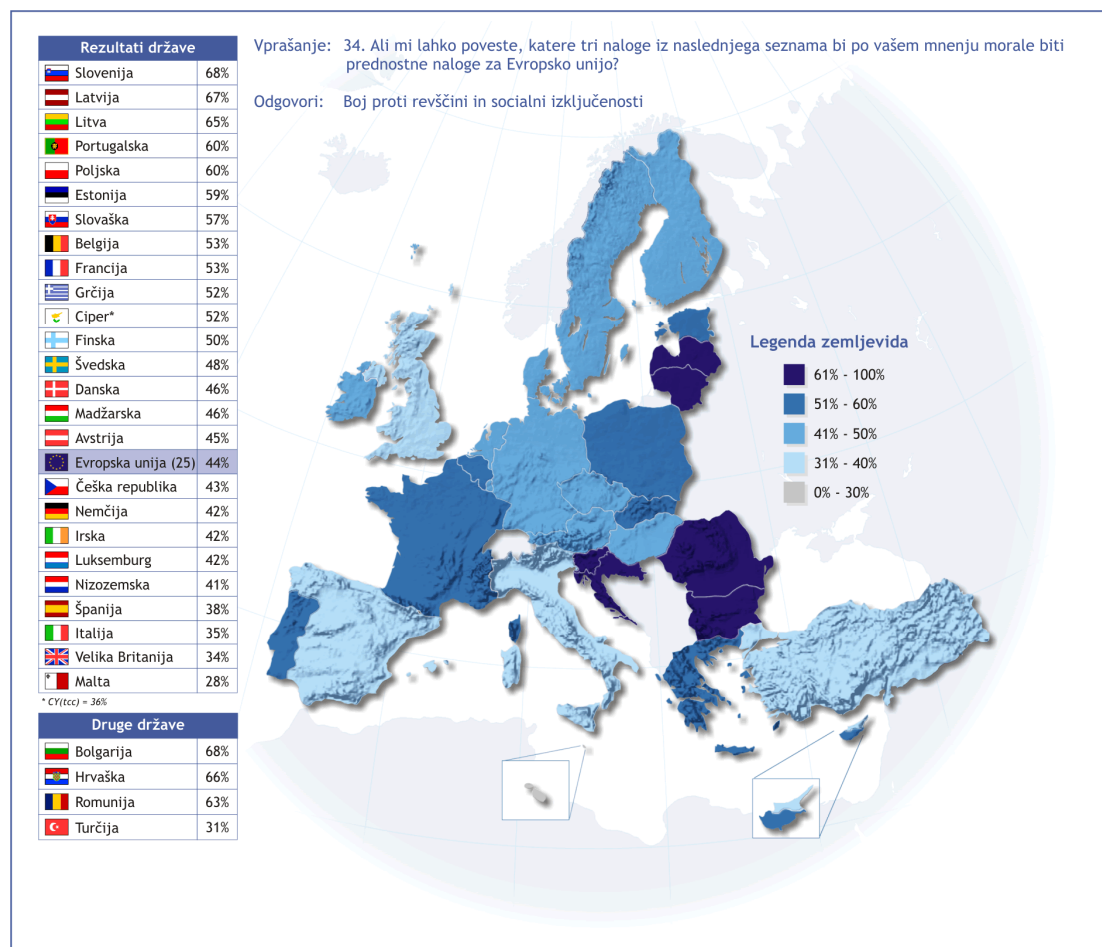 Vprašanje: 34. Ali mi lahko poveste, katere tri naloge iz naslednjega seznama bi po vašem mnenju morale biti
prednostne naloge za Evropsko unijo?
Odgovori: Boj proti revščini in socialni izključenosti
Rezultati države
Slovenija 68%
Latvija 67%
Litva 65%
Portugalska 60%
Poljska 60%
Estonija 59%
Slovaška 57%
Belgija 53%
Francija 53%
Grčija 52%
Ciper* 52%
Finska 50%
Švedska 48%
Danska 46%
Madžarska 46%
Avstrija 45%
Evropska unija (25) 44%
Češka republika 43%
Nemčija 42%
Irska 42%
Luksemburg 42%
Nizozemska 41%
Španija 38%
Italija 35%
Velika Britanija 34%
Malta 28%
* CY(tcc) = 36%
Druge države
Bolgarija 68%
Hrvaška 66%
Romunija 63%
Turčija 31%
Legenda zemljevida
61% - 100%
51% - 60%
41% - 50%
31% - 40%
0% - 30%